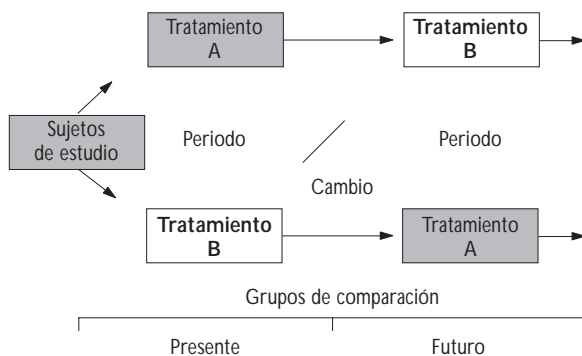 Tratamiento
A
Tratamiento
B
Sujetos
de estudio
Periodo
Periodo
Cambio
Tratamiento
B
Tratamiento
A
Grupos de comparación
Presente
Futuro